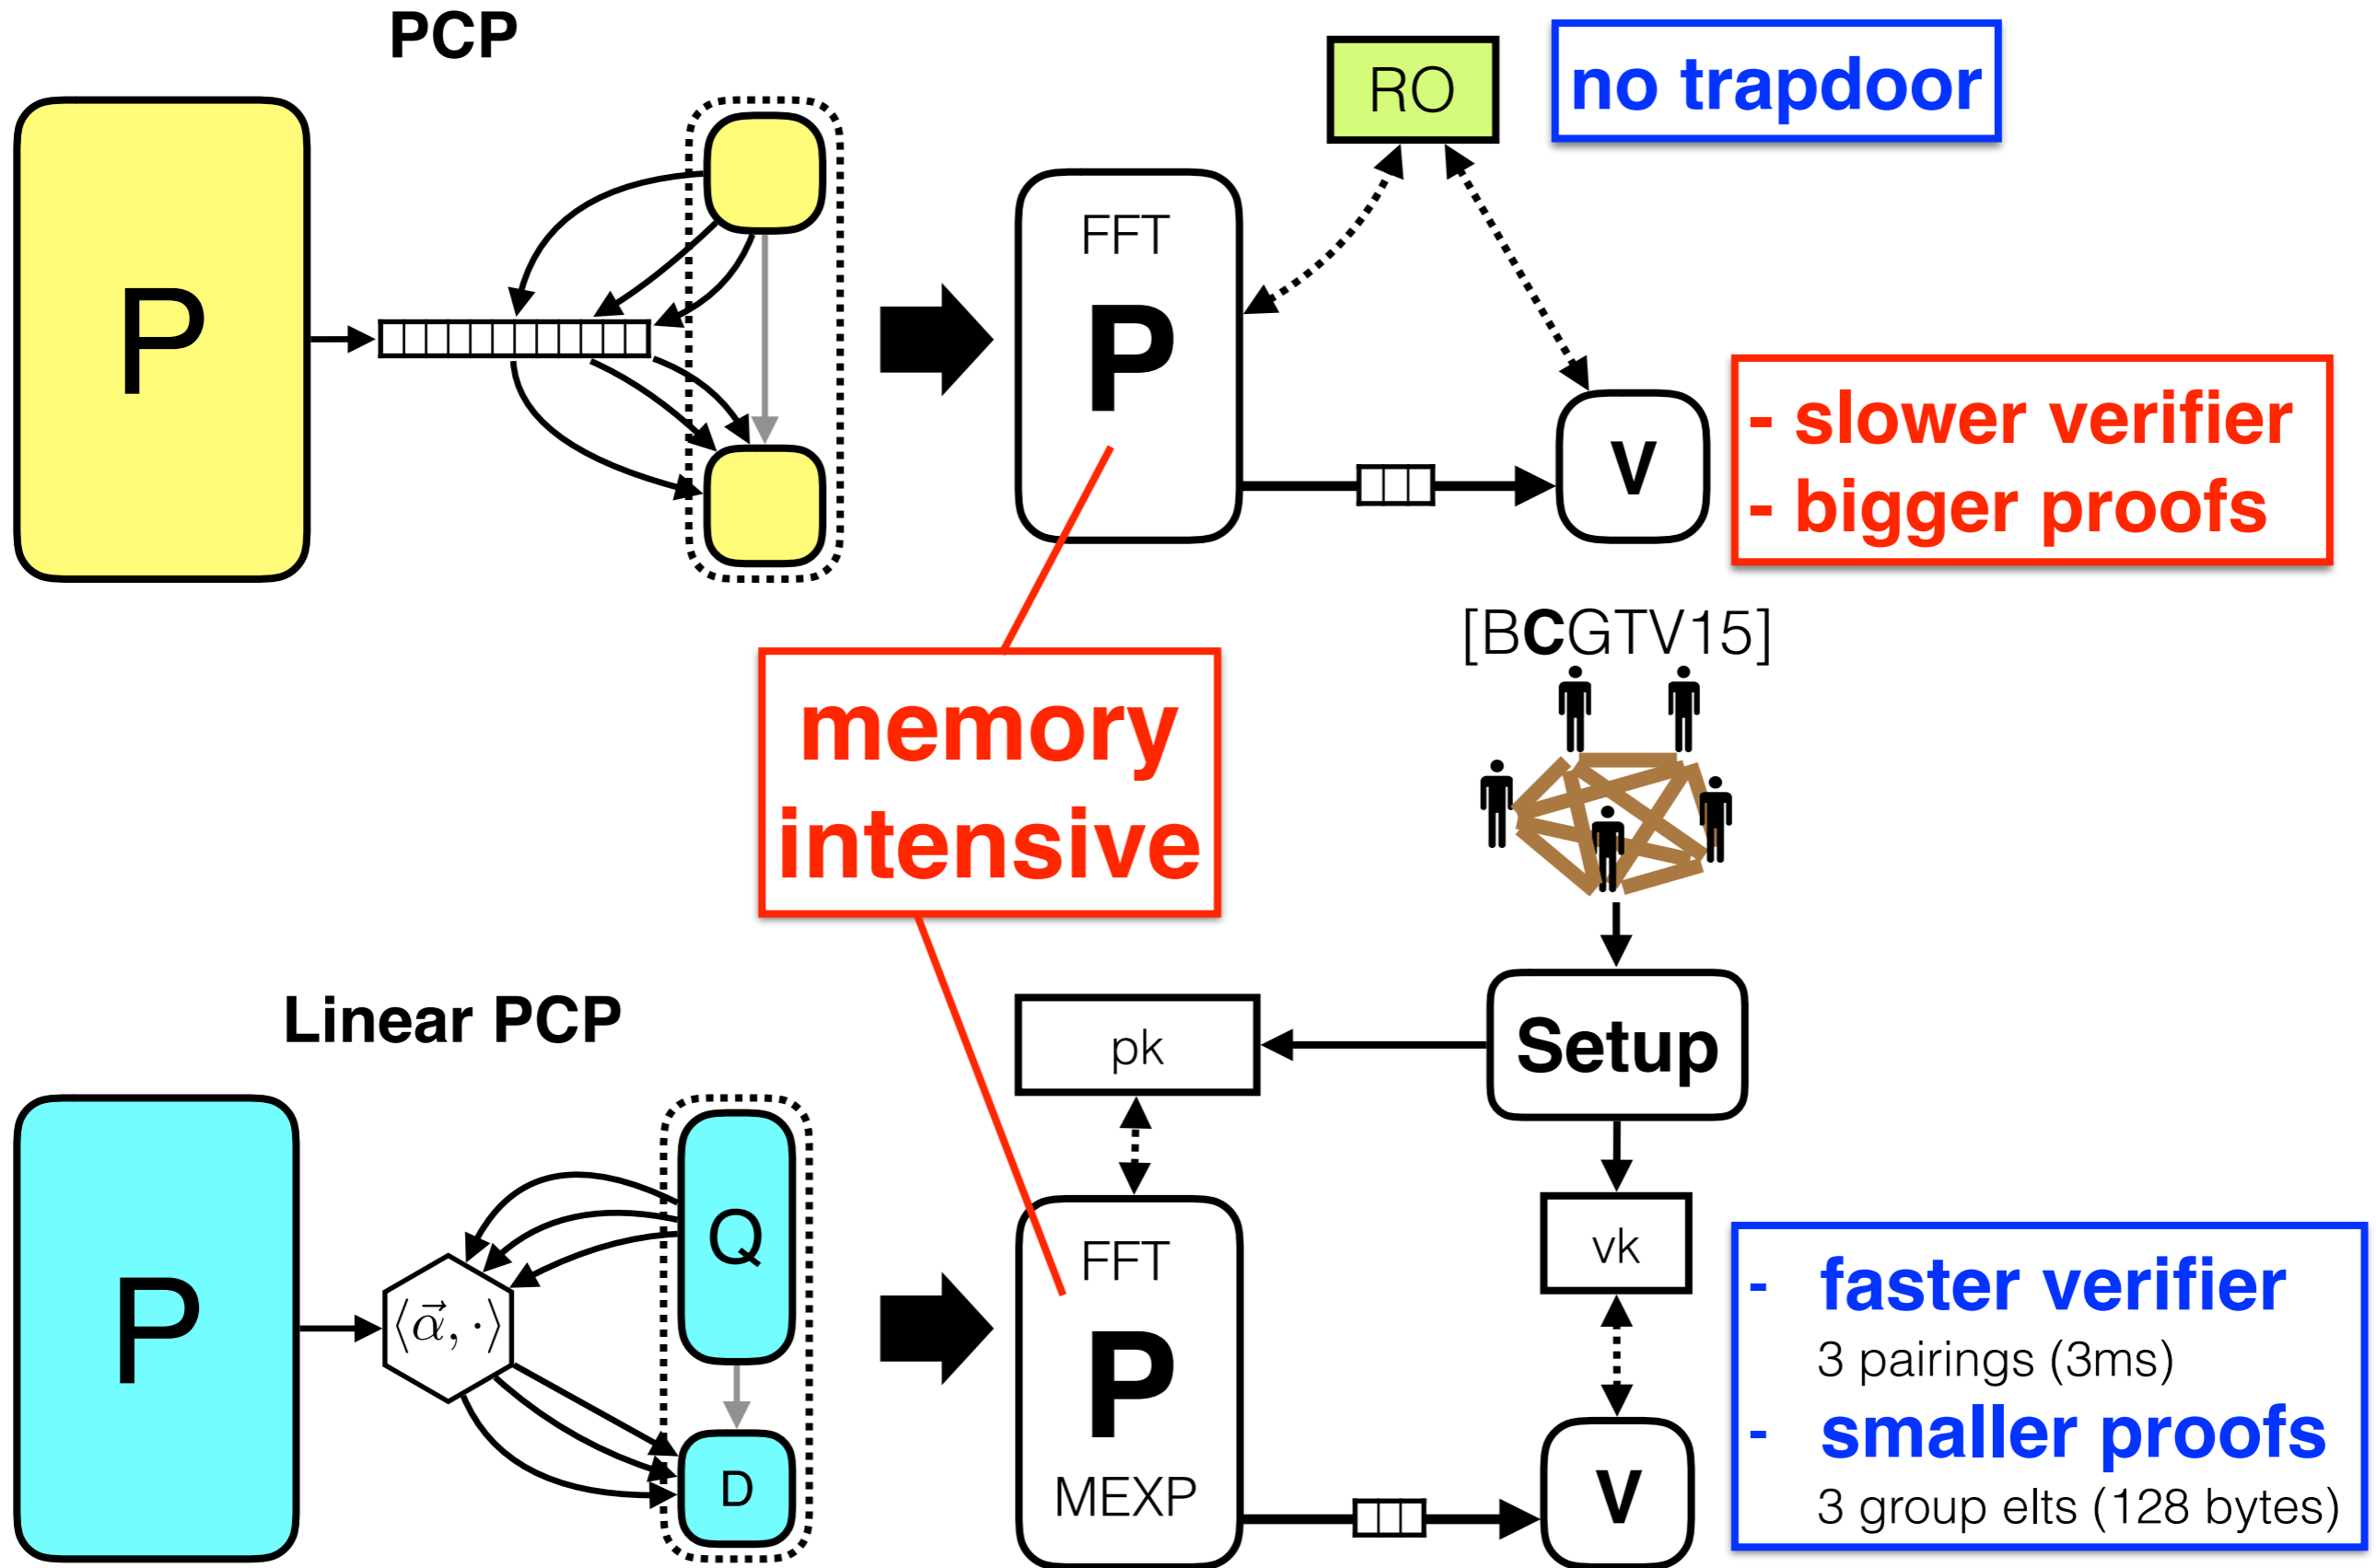 PCP
P
RO
no trapdoor
FFT
P
V
- slower verifier
- bigger proofs
memory
intensive
[BCGTV15]
Linear PCP
P
⟨α⃗, ·⟩
Q
D
pk
Setup
vk
FFT
P
MEXP
V
- faster verifier
3 pairings (3ms)
- smaller proofs
3 group elts (128 bytes)